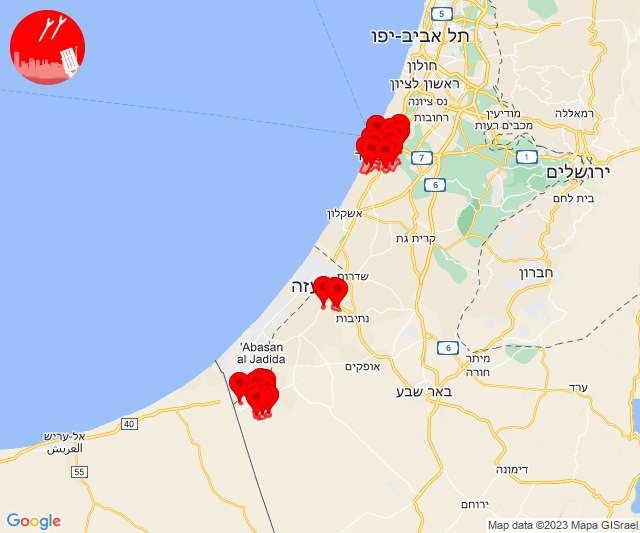 5
תל אביב-יפו
חולון
ראשון לציון
נס ציונה
רחובות
מודיעין
מכבים רעות
רמאללה
7
1
ירושלים
6
בית לחם
אשקלון
קרית גת
חברון
שדרות
עזה
נתיבות
'Abasan
al Jadida
6
מיתר
חורה
אופקים
ערד
באר שבע
40
אל-עריש
العريش
55
דימונה
ירוחם
Google
Map data ©2023 Mapa GISrael